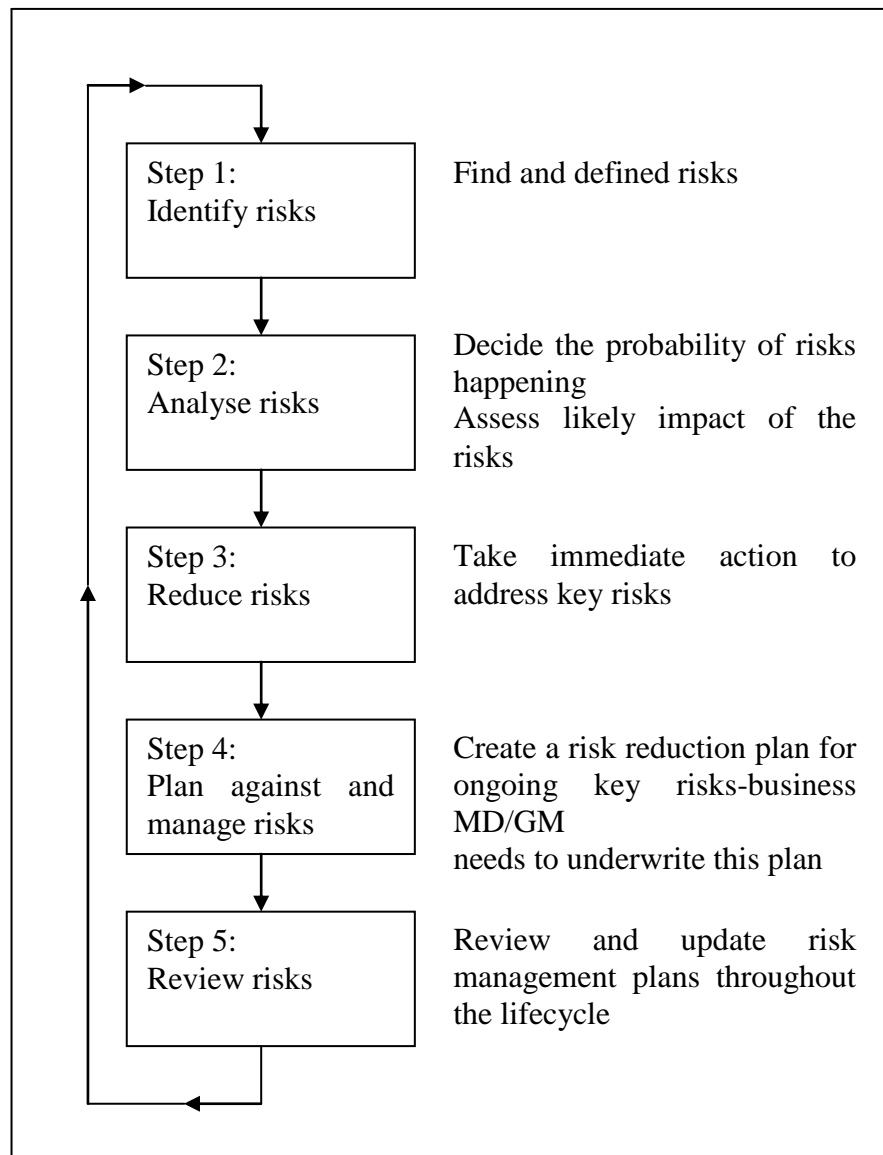 Step 1:
Identify risks
Find and defined risks
Step 2:
Analyse risks
Decide the probability of risks
happening
Assess likely impact of the
risks
Step 3:
Reduce risks
Take immediate action to
address key risks
Step 4:
Plan against and
manage risks
Create a risk reduction plan for
ongoing key risks-business
MD/GM
needs to underwrite this plan
Step 5:
Review risks
Review and update risk
management plans throughout
the lifecycle